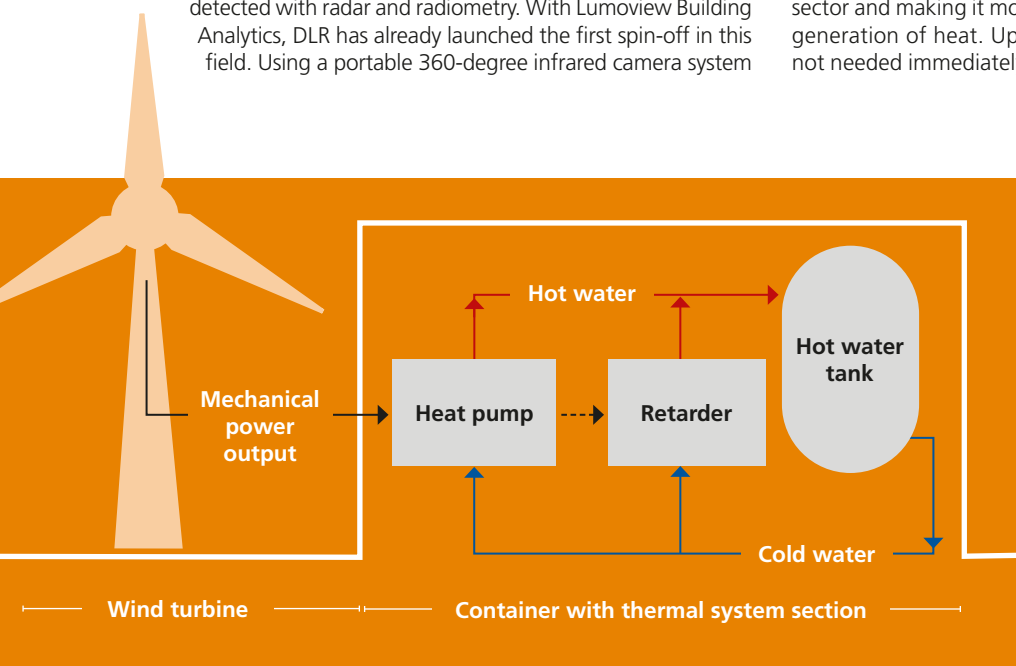 detected with radar and radiometry. With Lumoview Building
Analytics, DLR has already launched the first spin-off in this
field. Using a portable 360-degree infrared camera system
sector and making it
generation of heat. Up
not needed
Hot water
Hot water
tank
Mechanical
power
output
Heat pump
Retarder
Cold water
Wind turbine
Container with thermal system section